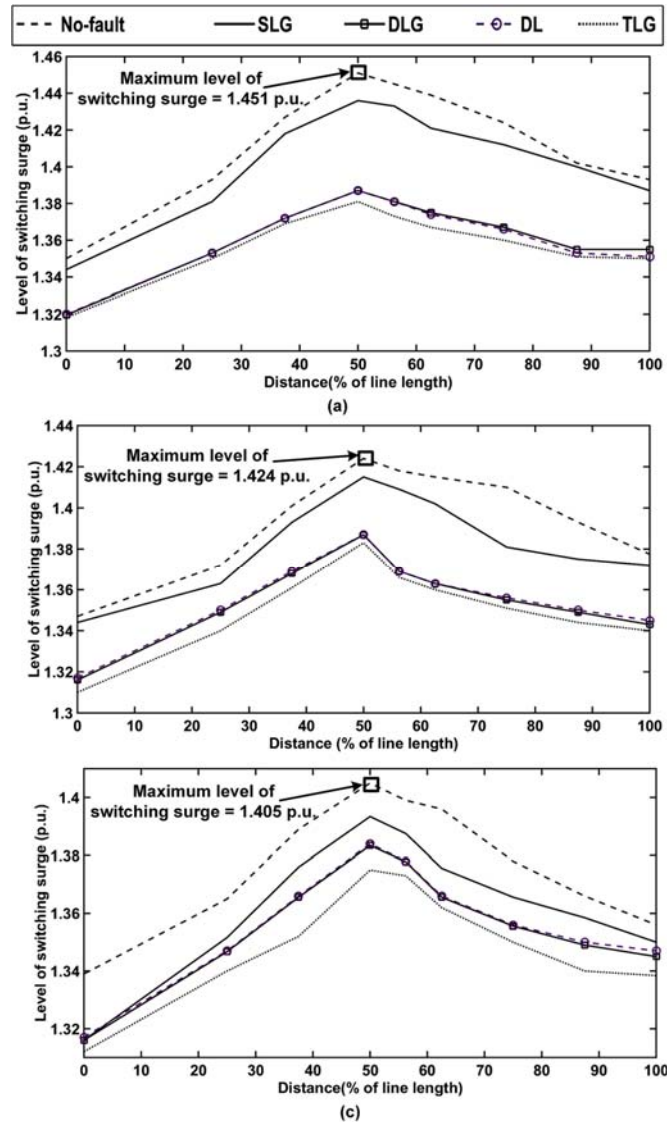 No-fault SLG DLG DL TLG
1.46
1.44
1.42
1.4
1.38
1.36
1.34
1.32
1.3
Level of switching surge (p.u.)
Maximum level of
switching surge = 1.451 p.u.
0 10 20 30 40 50 60 70 80 90 100
Distance(% of line length)
(a)
1.44
1.42
1.4
1.38
1.36
1.34
1.32
1.3
Level of switching surge (p.u.)
Maximum level of
switching surge = 1.424 p.u.
0 10 20 30 40 50 60 70 80 90 100
Distance (% of line length)
1.4
1.38
1.36
1.34
1.32
Level of switching surge (p.u.)
Maximum level of
switching surge = 1.405 p.u.
0 10 20 30 40 50 60 70 80 90 100
Distance(% of line length)
(c)